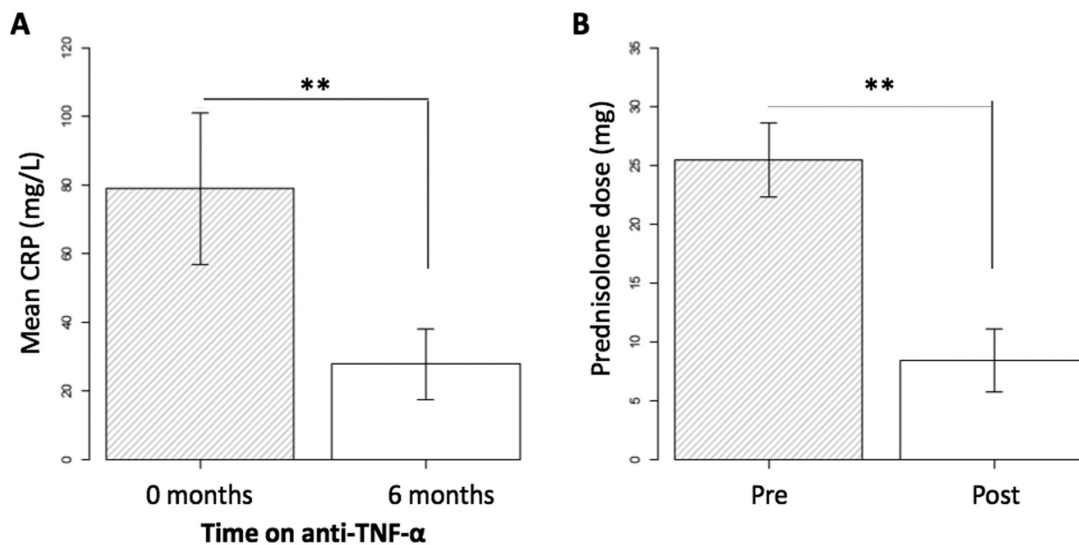 A
Mean CRP (mg/L)
120
100
80
60
40
20
0
**
0 months
6 months
Time on anti-TNF-α
B
Prednisolone dose (mg)
35
30
25
20
15
10
5
0
**
Pre
Post